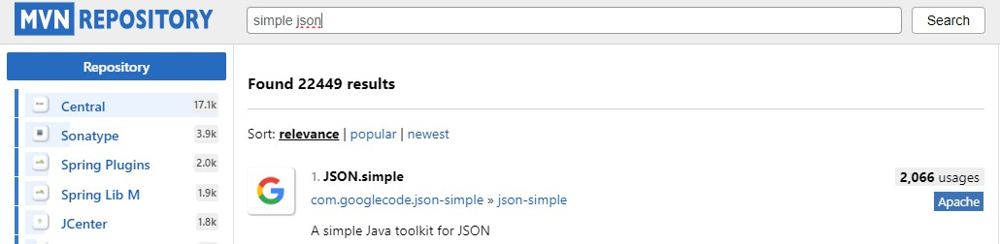 MVN REPOSITORY
simple json
Search
Repository
Central 17.1k
Sonatype 3.9k
Spring Plugins 2.0k
Spring Lib M 1.9k
JCenter 1.8k
Found 22449 results
Sort: relevance | popular | newest
1. JSON.simple
2,066 usages
com.googlecode.json-simple » json-simple
Apache
A simple Java toolkit for JSON